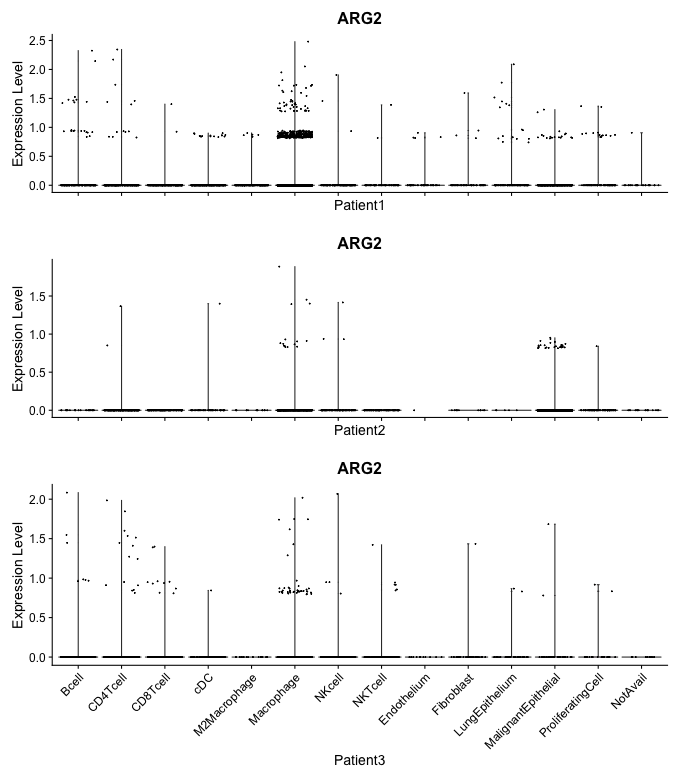 ARG2
Expression Level
2.5
2.0
1.5
1.0
0.5
0.0
Patient1
ARG2
Expression Level
1.5
1.0
0.5
0.0
Patient2
ARG2
Expression Level
2.0
1.5
1.0
0.5
0.0
Bcell
CD4Tcell
CD8Tcell
cDC
M2Macrophage
Macrophage
NKcell
NKTcell
Endothelium
Fibroblast
LungEpithelium
MalignantEpithelial
ProliferatingCell
NotAvail
Patient3